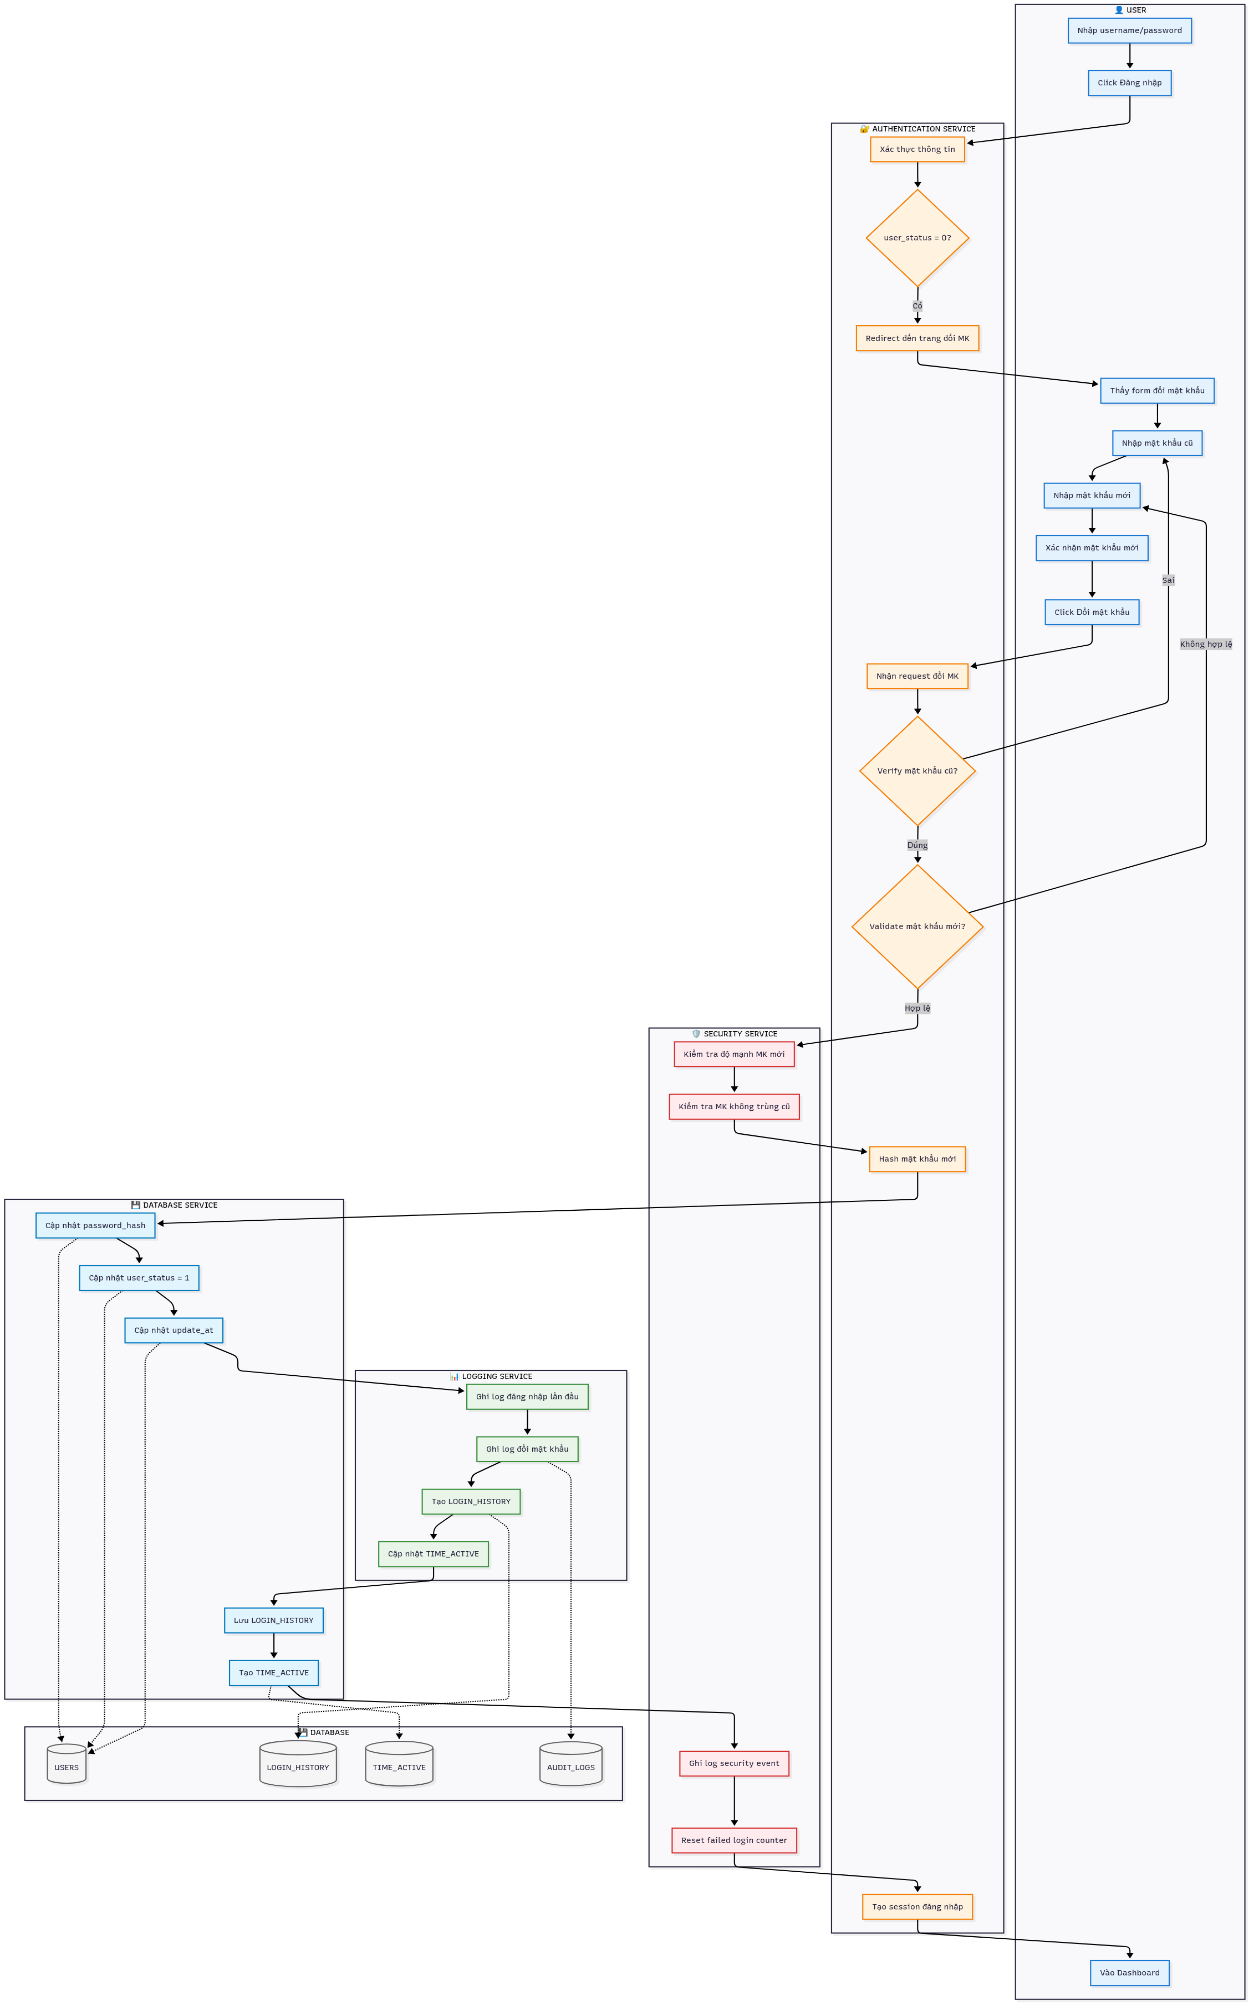 👤 USER
Nhập username/password
Click Đăng nhập
🔐 AUTHENTICATION SERVICE
Xác thực thông tin
user_status = 0?
Có
Redirect đến trang đổi MK
Thấy form đổi mật khẩu
Nhập mật khẩu cũ
Nhập mật khẩu mới
Xác nhận mật khẩu mới
Sai
Click Đổi mật khẩu
Không hợp lệ
Nhận request đổi MK
Verify mật khẩu cũ?
Đúng
Validate mật khẩu mới?
Hợp lệ
🛡️ SECURITY SERVICE
Kiểm tra độ mạnh MK mới
Kiểm tra MK không trùng cũ
Hash mật khẩu mới
💾 DATABASE SERVICE
Cập nhật password_hash
Cập nhật user_status = 1
Cập nhật update_at
📊 LOGGING SERVICE
Ghi log đăng nhập lần đầu
Ghi log đổi mật khẩu
Tạo LOGIN_HISTORY
Cập nhật TIME_ACTIVE
Lưu LOGIN_HISTORY
Tạo TIME_ACTIVE
💾 DATABASE
USERS
LOGIN_HISTORY
TIME_ACTIVE
AUDIT_LOGS
Ghi log security event
Reset failed login counter
Tạo session đăng nhập
Vào Dashboard